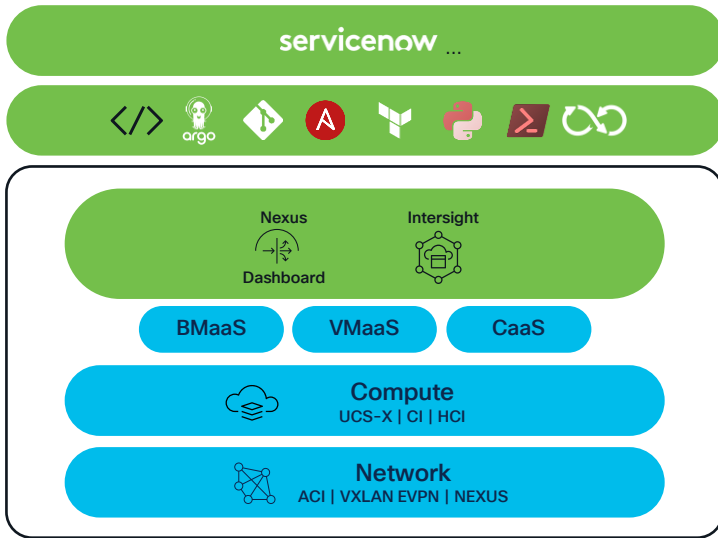 servicenow ...
</>
argo
A
Nexus
Dashboard
Intersight
BMaaS
VMaaS
CaaS
Compute
UCS-X | CI | HCI
Network
ACI | VXLAN EVPN | NEXUS